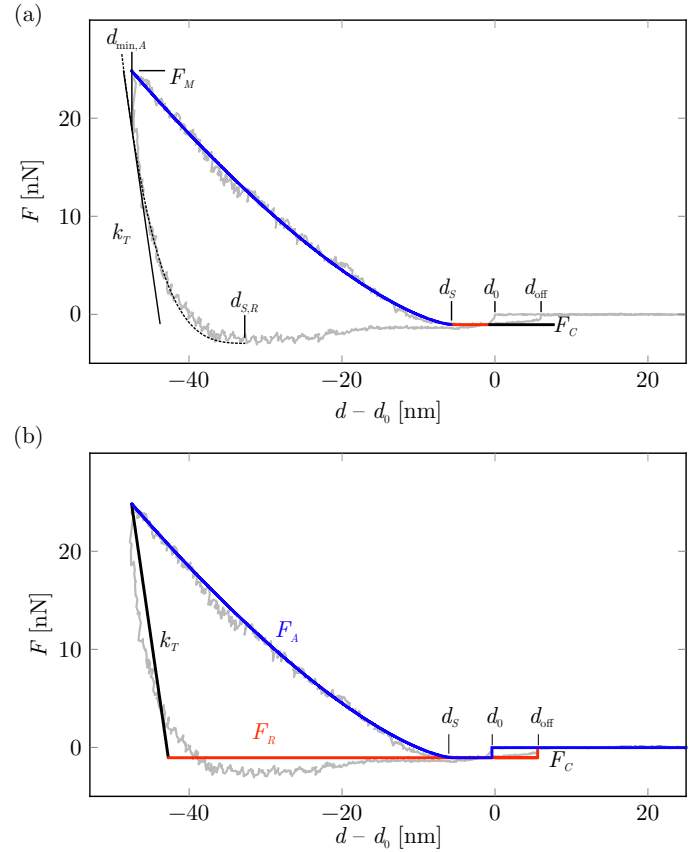 (a)
d_min,A
F_M
20
10
0
F [nN]
k_T
d_S,R
d_S d_0 d_off
F_C
−40 −20 0 20
d – d_0 [nm]
(b)
20
10
0
F [nN]
k_T
F_A
F_R
d_S d_0 d_off
F_C
−40 −20 0 20
d – d_0 [nm]